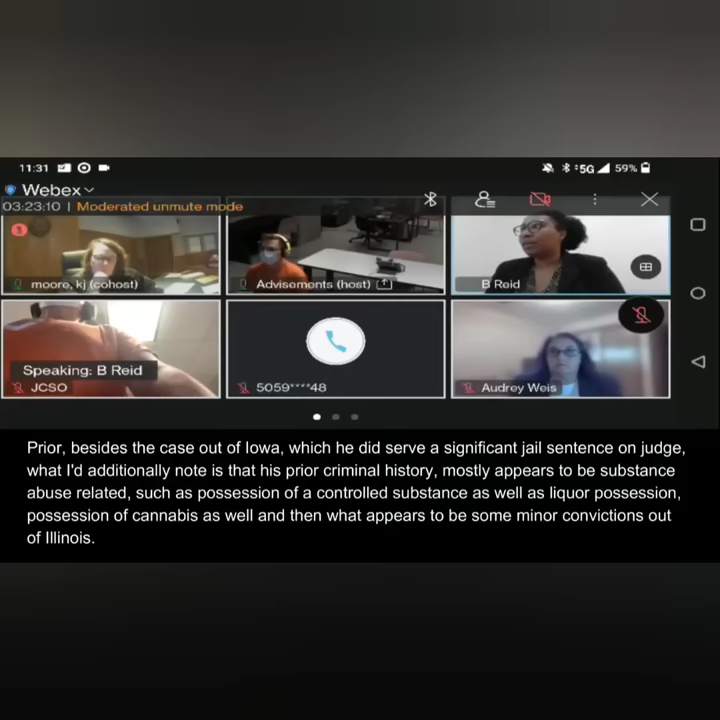 11:31
5G
59%
Webex
03:23:10 | Moderated unmute mode
moore, kj (cohost)
Advisements (host)
B Reid
Speaking: B Reid
JCSO
5059****48
Audrey Weis
Prior, besides the case out of Iowa, which he did serve a significant jail sentence on judge,
what I'd additionally note is that his prior criminal history, mostly appears to be substance
abuse related, such as possession of a controlled substance as well as liquor possession,
possession of cannabis as well and then what appears to be some minor convictions out
of Illinois.